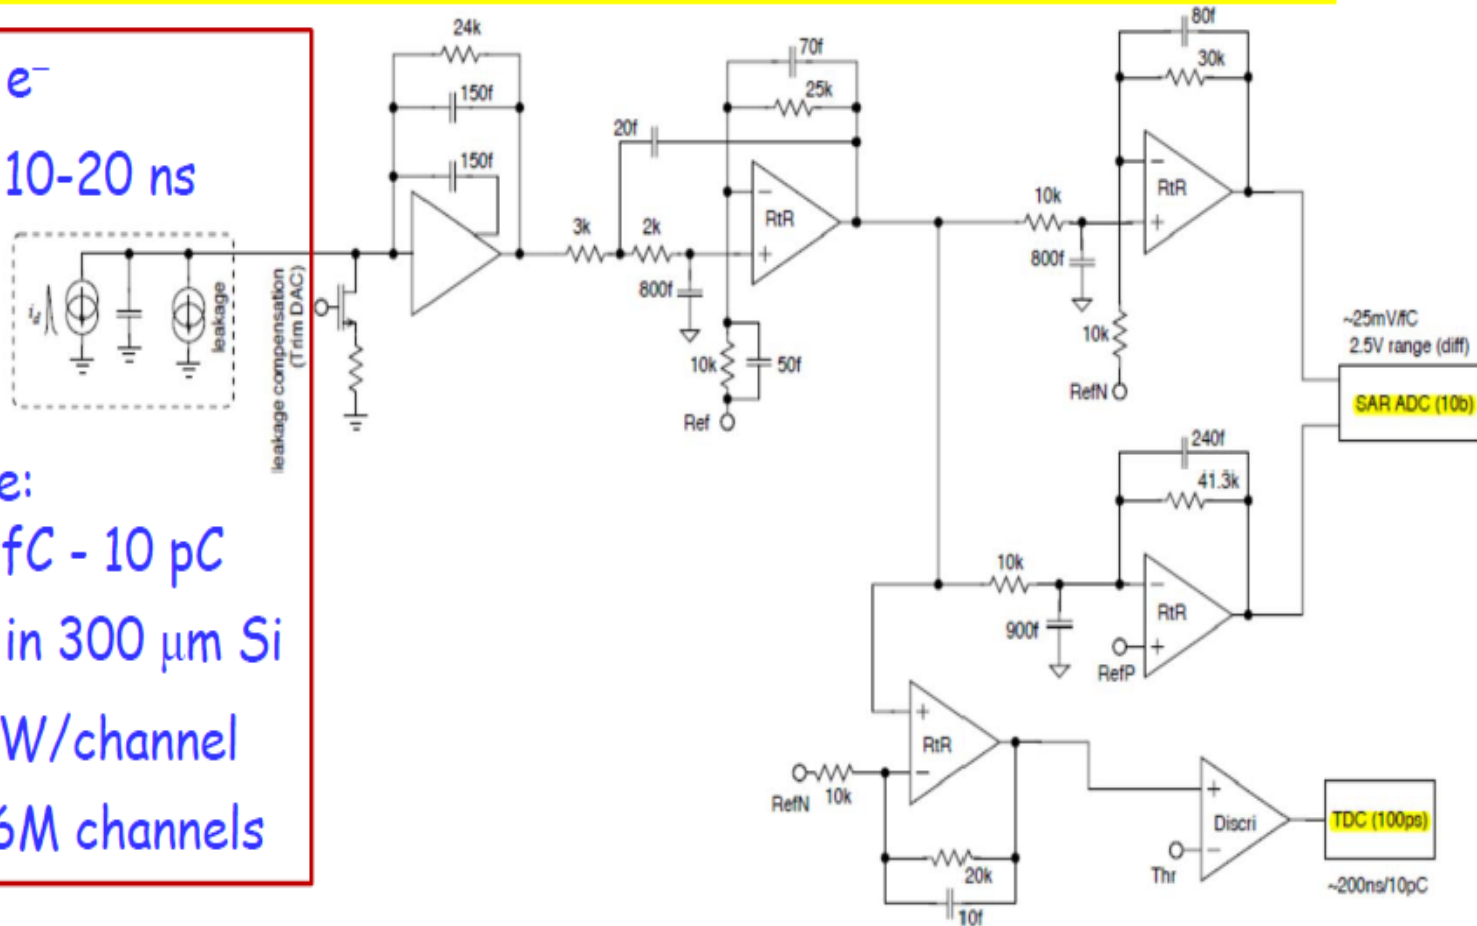 e⁻
10-20 ns
e:
fC - 10 pC
in 300 μm Si
W/channel
6M channels
i_d
leakage
leakage compensation
(Trim DAC)
24k
150f
150f
3k
2k
20f
800f
70f
25k
RtR
-
+
10k
50f
Ref
10k
800f
80f
30k
-
RtR
+
10k
RefN
~25mV/fC
2.5V range (diff)
SAR ADC (10b)
240f
41.3k
10k
900f
-
RtR
+
RefP
+
RtR
-
RefN
10k
20k
10f
+
Discri
-
Thr
TDC (100ps)
~200ns/10pC